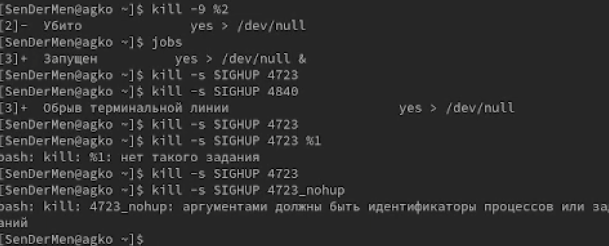 [SenDerMen@agko ~]$ kill -9 %2
[2]-  Убито              yes > /dev/null
[SenDerMen@agko ~]$ jobs
[3]+  Запущен          yes > /dev/null &
[SenDerMen@agko ~]$ kill -s SIGHUP 4723
[SenDerMen@agko ~]$ kill -s SIGHUP 4840
[3]+  Обрыв терминальной линии                      yes > /dev/null
[SenDerMen@agko ~]$ kill -s SIGHUP 4723
[SenDerMen@agko ~]$ kill -s SIGHUP 4723 %1
bash: kill: %1: нет такого задания
[SenDerMen@agko ~]$ kill -s SIGHUP 4723
[SenDerMen@agko ~]$ kill -s SIGHUP 4723_nohup
bash: kill: 4723_nohup: аргументами должны быть идентификаторы процессов или за
аний
[SenDerMen@agko ~]$